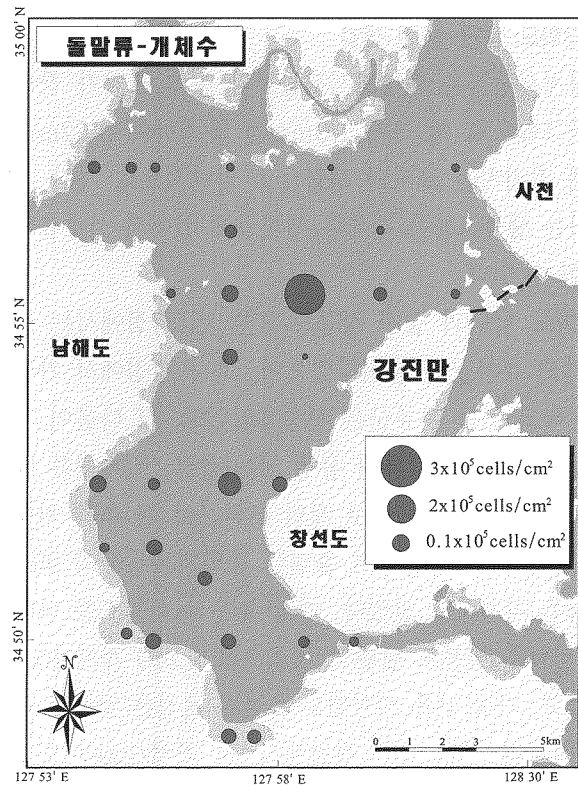 35 00' N
돌말류-개체수
사천
34 55' N
남해도
강진만
3x10⁵cells/cm²
2x10⁵cells/cm²
0.1x10⁵cells/cm²
창선도
34 50' N
N
0 1 2 3 5km
127 53' E
127 58' E
128 30' E